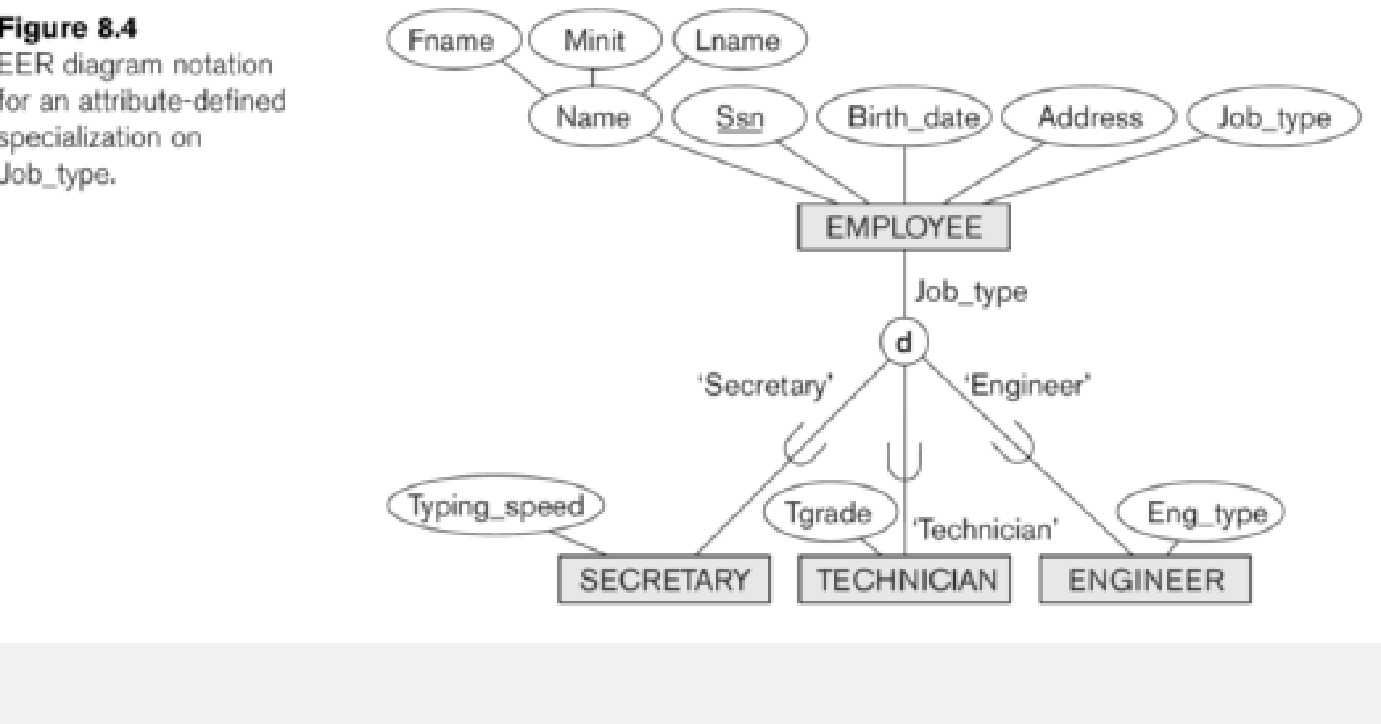 Figure 8.4
EER diagram notation
for an attribute-defined
specialization on
Job_type.
Fname
Minit
Lname
Name
Ssn
Birth_date
Address
Job_type
EMPLOYEE
Job_type
d
'Secretary'
'Engineer'
Typing_speed
Tgrade
'Technician'
Eng_type
SECRETARY
TECHNICIAN
ENGINEER